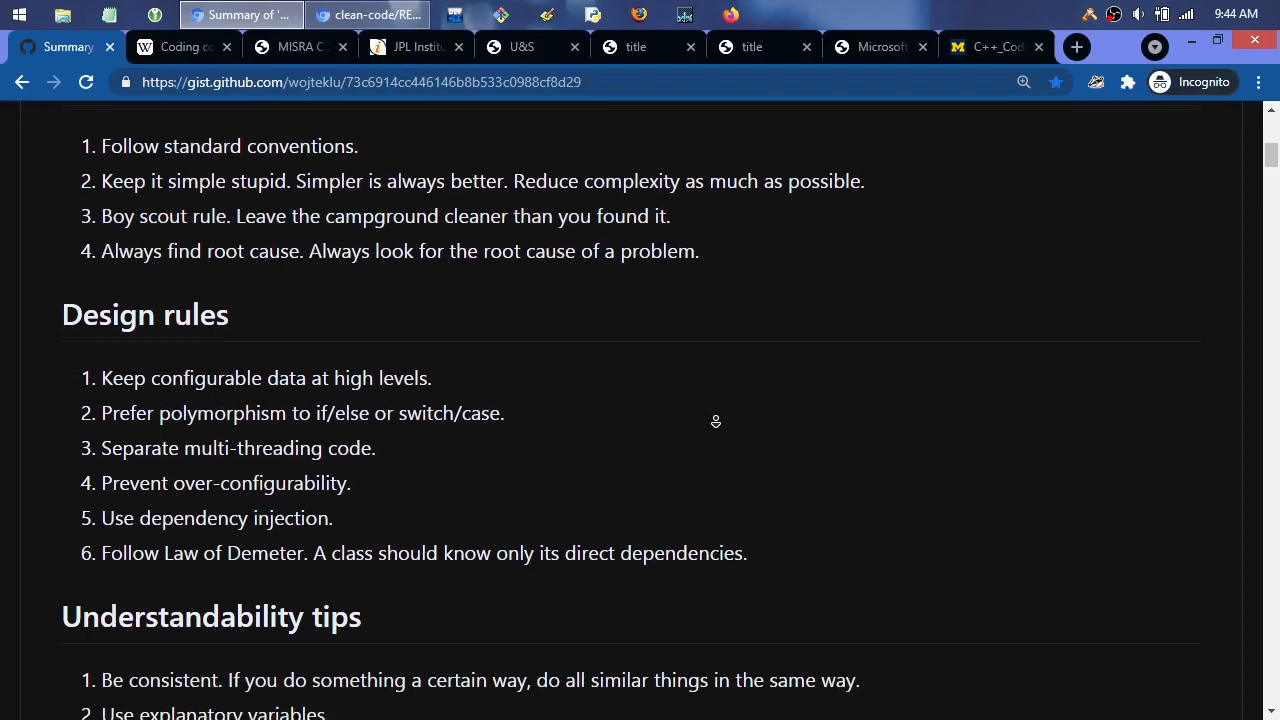 Summary of '...
clean-code/RE...
9:44 AM
Summary
Coding co
MISRA C 2
JPL Institu
U&S
title
title
Microsoft
C++_Cod
https://gist.github.com/wojteklu/73c6914cc446146b8b533c0988cf8d29
Incognito
1. Follow standard conventions.
2. Keep it simple stupid. Simpler is always better. Reduce complexity as much as possible.
3. Boy scout rule. Leave the campground cleaner than you found it.
4. Always find root cause. Always look for the root cause of a problem.
Design rules
1. Keep configurable data at high levels.
2. Prefer polymorphism to if/else or switch/case.
3. Separate multi-threading code.
4. Prevent over-configurability.
5. Use dependency injection.
6. Follow Law of Demeter. A class should know only its direct dependencies.
Understandability tips
1. Be consistent. If you do something a certain way, do all similar things in the same way.
2. Use explanatory variables.